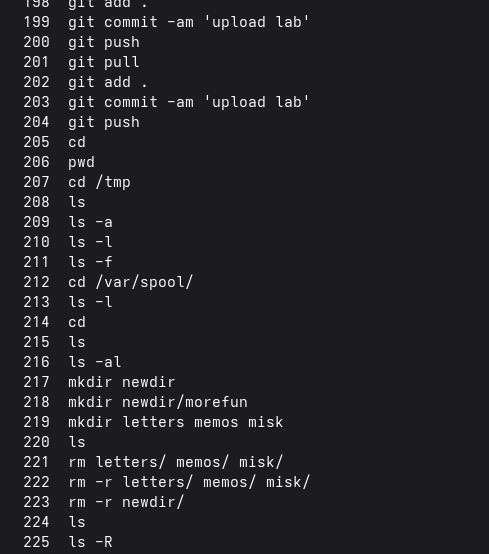 198 git add .
199 git commit -am 'upload lab'
200 git push
201 git pull
202 git add .
203 git commit -am 'upload lab'
204 git push
205 cd
206 pwd
207 cd /tmp
208 ls
209 ls -a
210 ls -l
211 ls -f
212 cd /var/spool/
213 ls -l
214 cd
215 ls
216 ls -al
217 mkdir newdir
218 mkdir newdir/morefun
219 mkdir letters memos misk
220 ls
221 rm letters/ memos/ misk/
222 rm -r letters/ memos/ misk/
223 rm -r newdir/
224 ls
225 ls -R